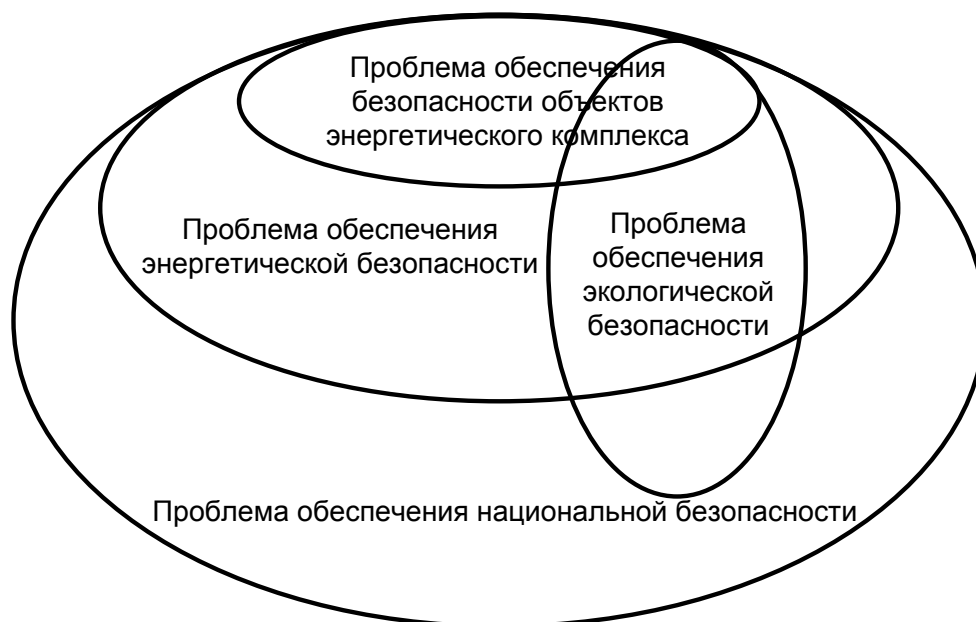 Проблема обеспечения
безопасности объектов
энергетического комплекса
Проблема обеспечения
энергетической безопасности
Проблема
обеспечения
экологической
безопасности
Проблема обеспечения национальной безопасности